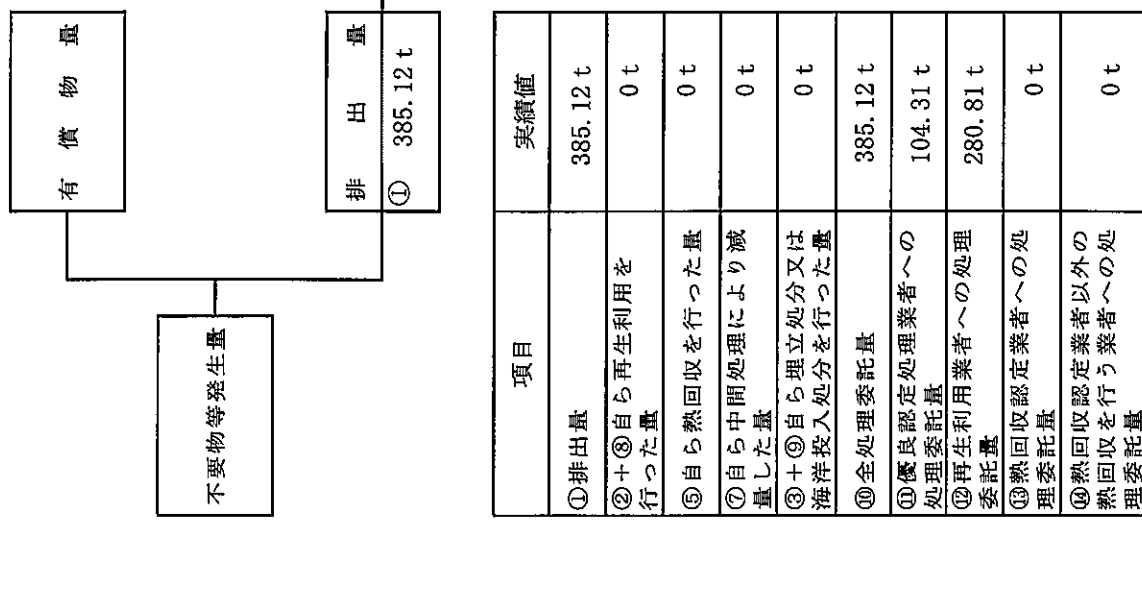 不要物等発生量
有償物量
排出量
① 385.12 t
項目 実績値
①排出量 385.12 t
②+⑧自ら再生利用を 0 t
行った量
⑤自ら熱回収を行った量 0 t
⑦自ら中間処理により減 0 t
量した量
③+⑨自ら埋立処分又は 0 t
海洋投入処分を行った量
⑩全処理委託量 385.12 t
⑪優良認定処理業者への 104.31 t
処理委託量
⑫再生利用業者への処理 280.81 t
委託量
⑬熱回収認定業者への処 0 t
理委託量
⑭熱回収認定業者以外の 0 t
熱回収を行う業者への処
理委託量